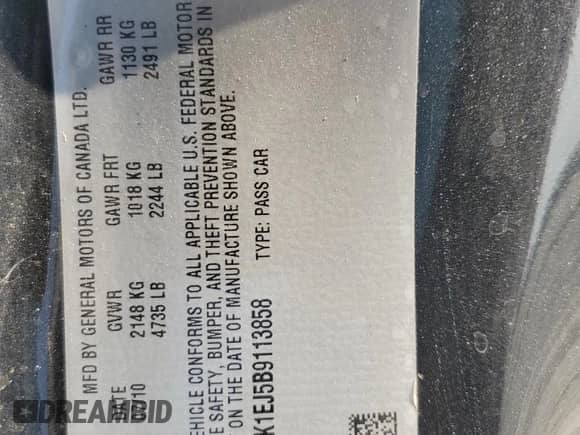 MFD BY GENERAL MOTORS OF CANADA LTD.
DATE GVWR GAWR FRT GAWR RR
2148 KG 1018 KG 1130 KG
4735 LB 2244 LB 2491 LB
EHICLE CONFORMS TO ALL APPLICABLE U.S. FEDERAL MOTOR
E SAFETY, BUMPER, AND THEFT PREVENTION STANDARDS IN
T ON THE DATE OF MANUFACTURE SHOWN ABOVE.
K1EJ5B9113858 TYPE: PASS CAR
DREAMBID